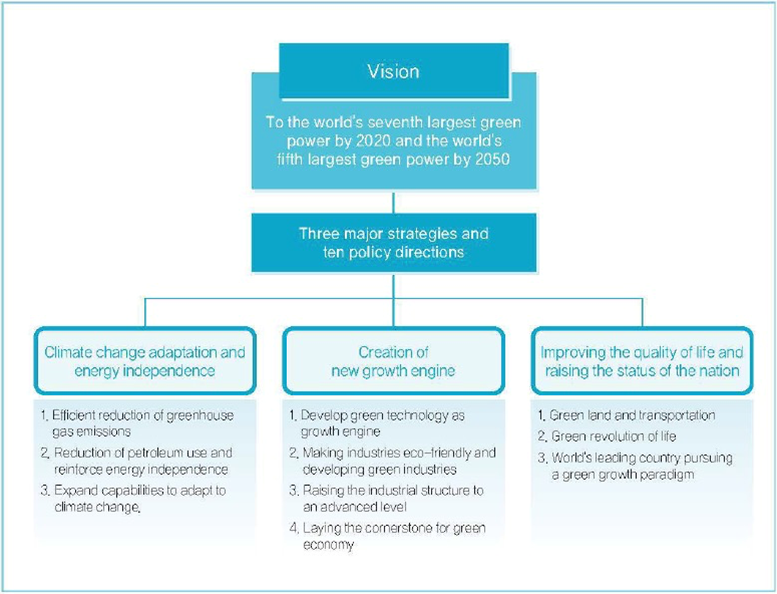 Vision
To the world's seventh largest green
power by 2020 and the world's
fifth largest green power by 2050
Three major strategies and
ten policy directions
Climate change adaptation and
energy independence
1. Efficient reduction of greenhouse
gas emissions
2. Reduction of petroleum use and
reinforce energy independence
3. Expand capabilities to adapt to
climate change.
Creation of
new growth engine
1. Develop green technology as
growth engine
2. Making industries eco-friendly and
developing green industries
3. Raising the industrial structure to
an advanced level
4. Laying the cornerstone for green
economy
Improving the quality of life and
raising the status of the nation
1. Green land and transportation
2. Green revolution of life
3. World's leading country pursuing
a green growth paradigm